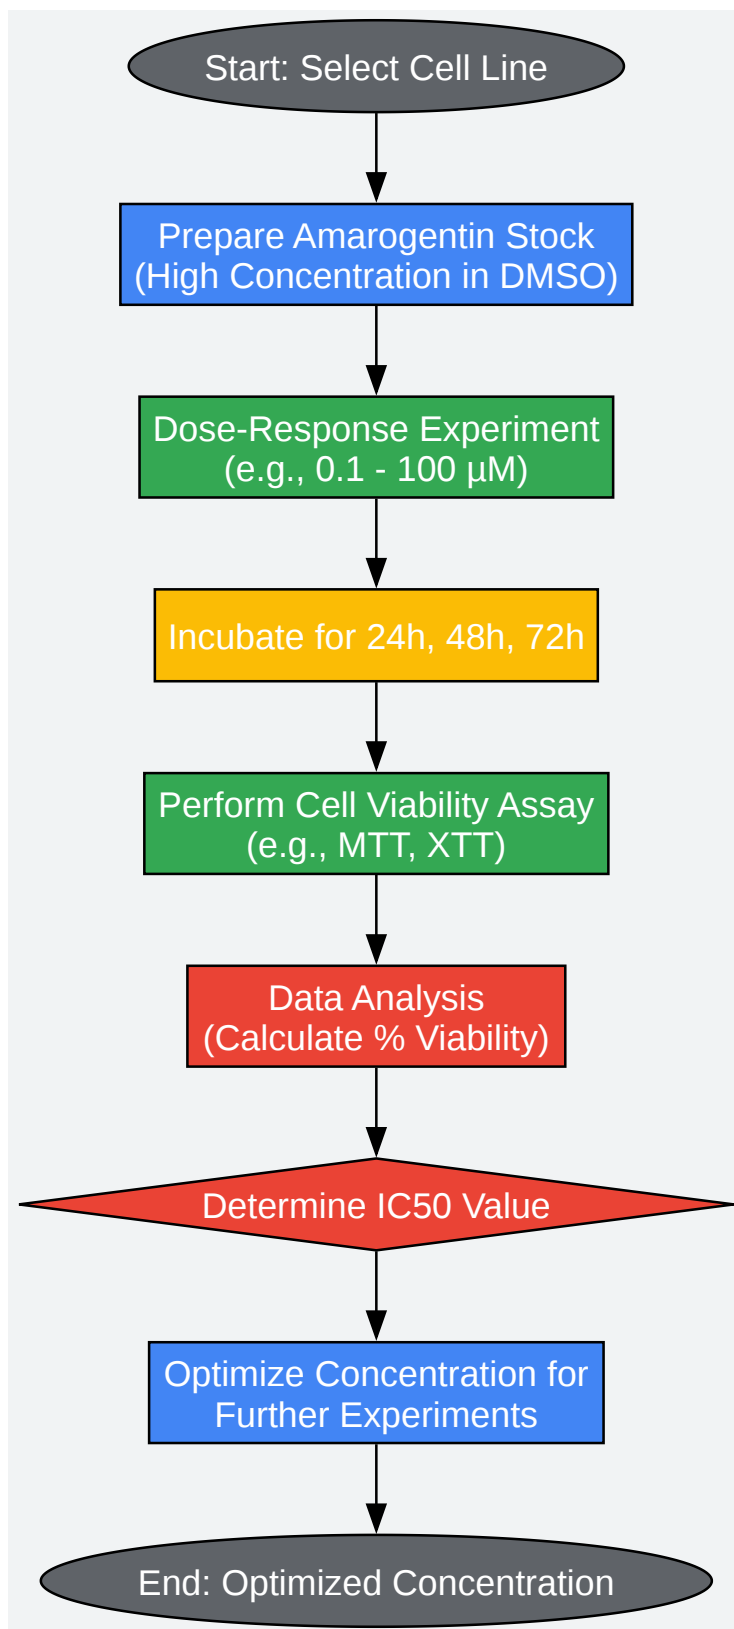 Start: Select Cell Line
Prepare Amarogentin Stock
(High Concentration in DMSO)
Dose-Response Experiment
(e.g., 0.1 - 100 µM)
Incubate for 24h, 48h, 72h
Perform Cell Viability Assay
(e.g., MTT, XTT)
Data Analysis
(Calculate % Viability)
Determine IC50 Value
Optimize Concentration for
Further Experiments
End: Optimized Concentration